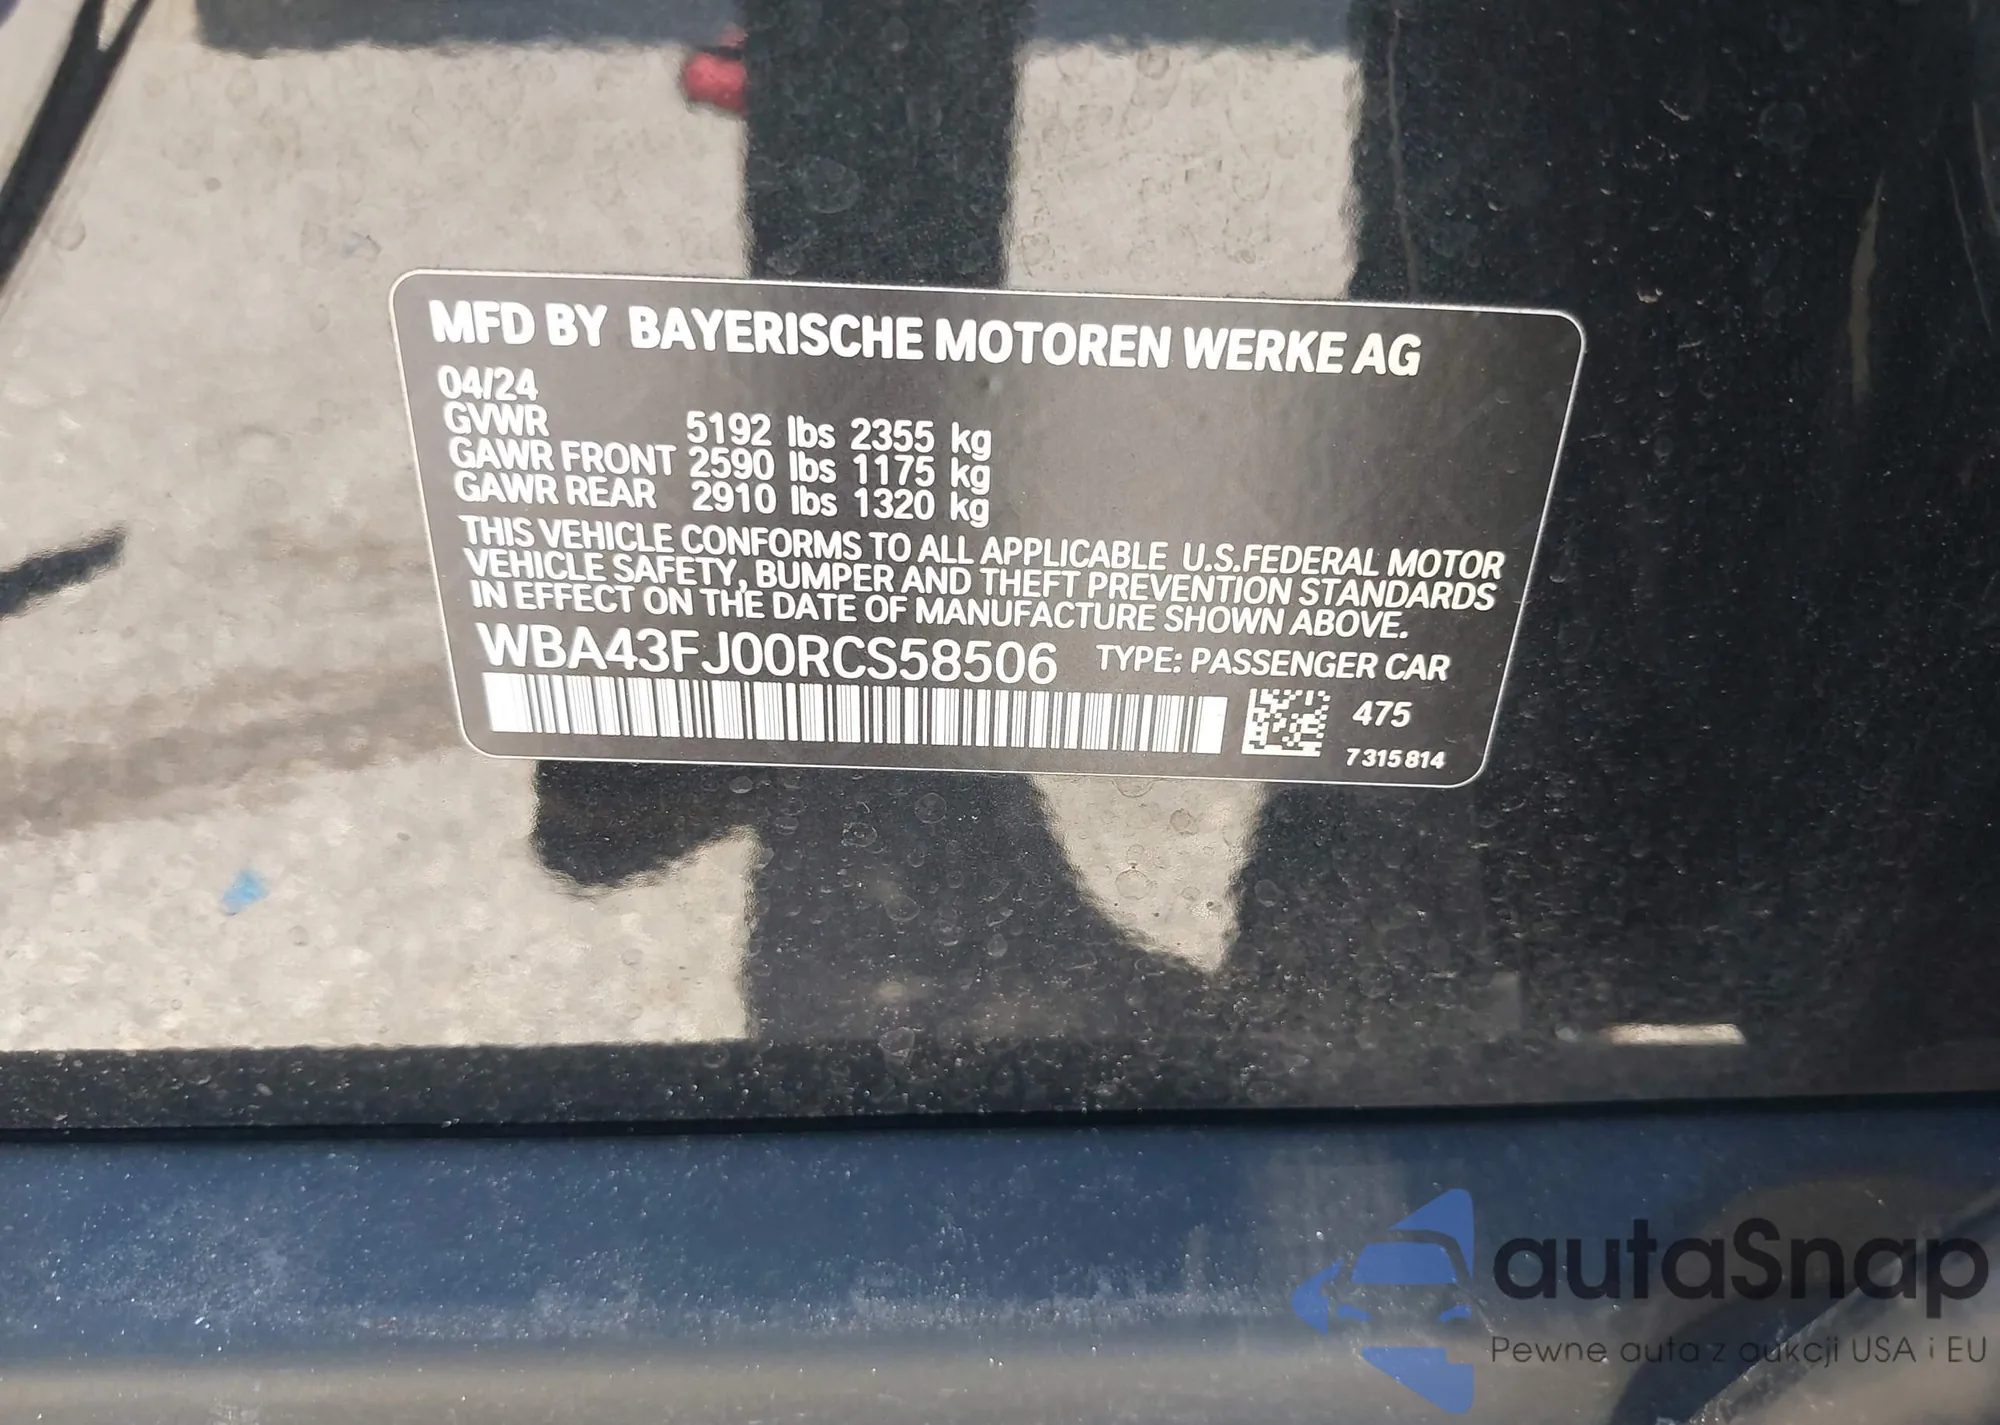 MFD BY BAYERISCHE MOTOREN WERKE AG
04/24
GVWR 5192 lbs 2355 kg
GAWR FRONT 2590 lbs 1175 kg
GAWR REAR 2910 lbs 1320 kg
THIS VEHICLE CONFORMS TO ALL APPLICABLE U.S.FEDERAL MOTOR
VEHICLE SAFETY, BUMPER AND THEFT PREVENTION STANDARDS
IN EFFECT ON THE DATE OF MANUFACTURE SHOWN ABOVE.
WBA43FJ00RCS58506 TYPE: PASSENGER CAR
475
7315814
autaSnap
Pewne auta z aukcji USA i EU